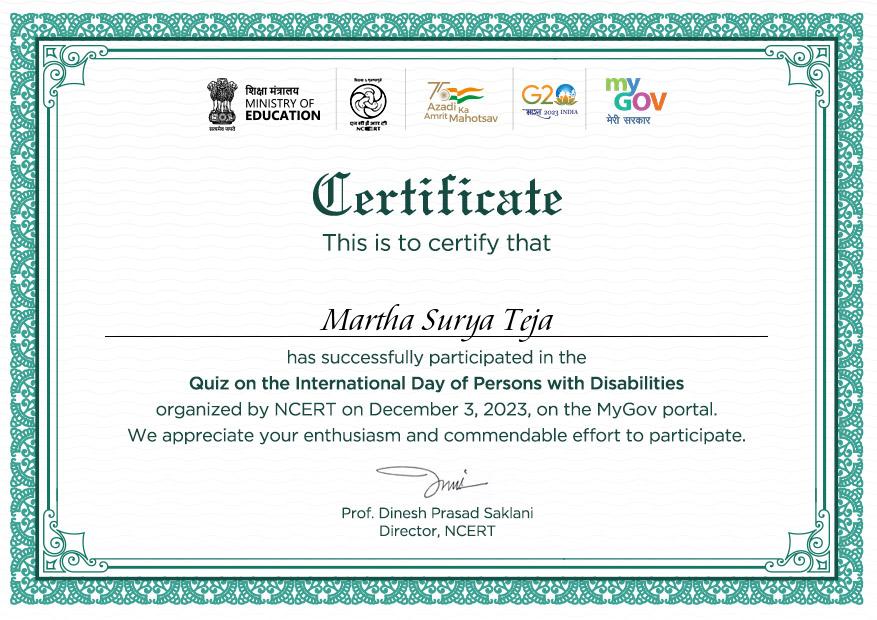 शिक्षा मंत्रालय
MINISTRY OF
EDUCATION
सत्यमेव जयते
एन सी ई आर टी
NCERT
75
Azadi Ka
Amrit Mahotsav
G20
भारत 2023 INDIA
my
GOV
मेरी सरकार
Certificate
This is to certify that
Martha Surya Teja
has successfully participated in the
Quiz on the International Day of Persons with Disabilities
organized by NCERT on December 3, 2023, on the MyGov portal.
We appreciate your enthusiasm and commendable effort to participate.
Prof. Dinesh Prasad Saklani
Director, NCERT